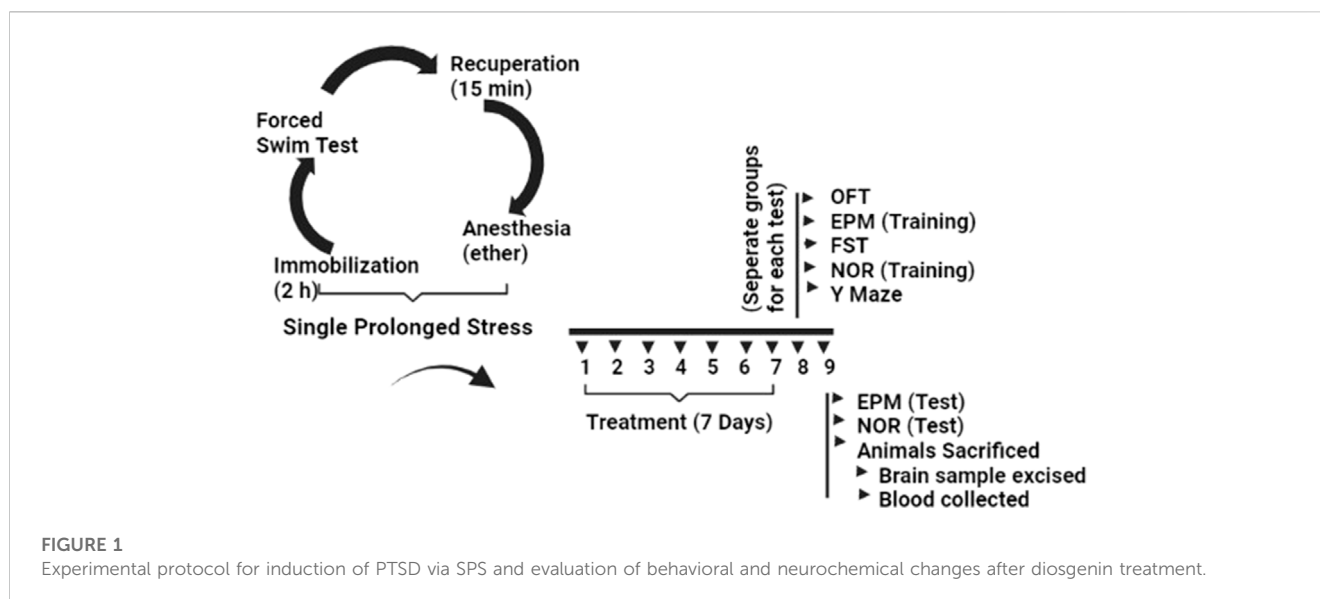 Recuperation
(15 min)
Forced
Swim Test
Anesthesia
(ether)
Immobilization
(2 h)
Single Prolonged Stress
(Seperate groups
for each test)
OFT
EPM (Training)
FST
NOR (Training)
Y Maze
1 2 3 4 5 6 7 8 9
Treatment (7 Days)
EPM (Test)
NOR (Test)
Animals Sacrificed
Brain sample excised
Blood collected
FIGURE 1
Experimental protocol for induction of PTSD via SPS and evaluation of behavioral and neurochemical changes after diosgenin treatment.